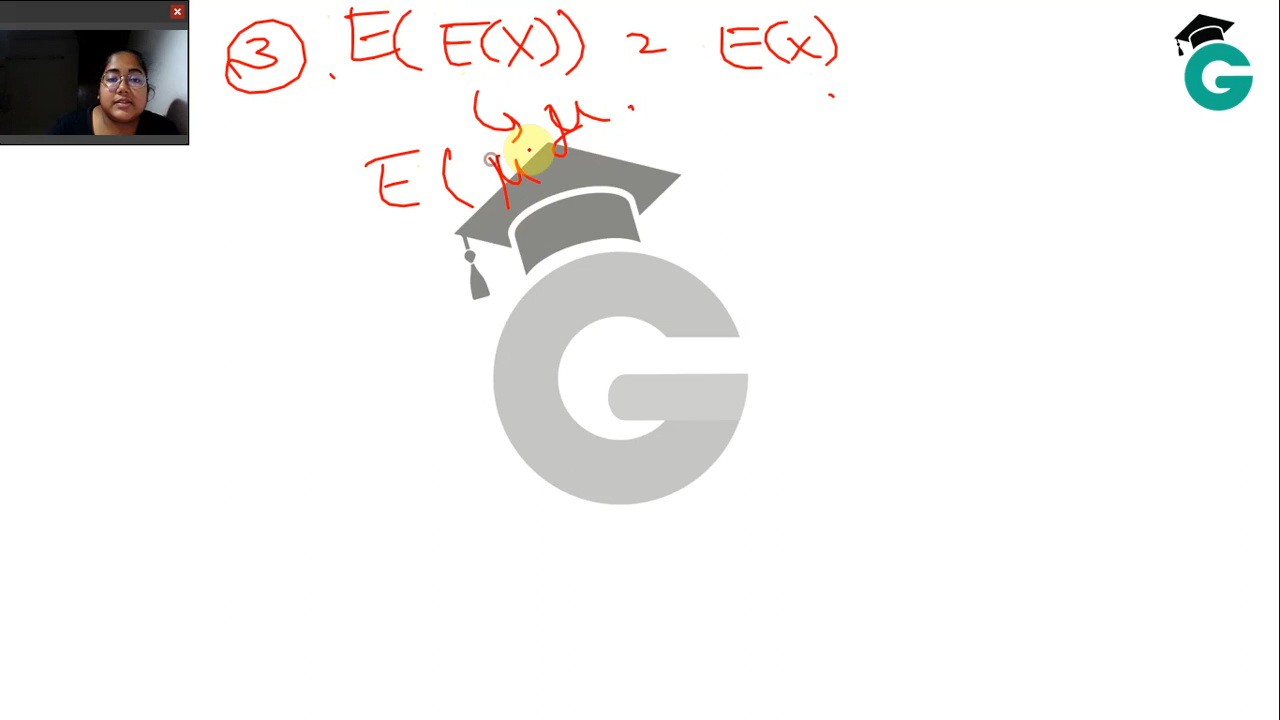 3 . E( E(X)) = E(x)
↳ μ .
E ( μ